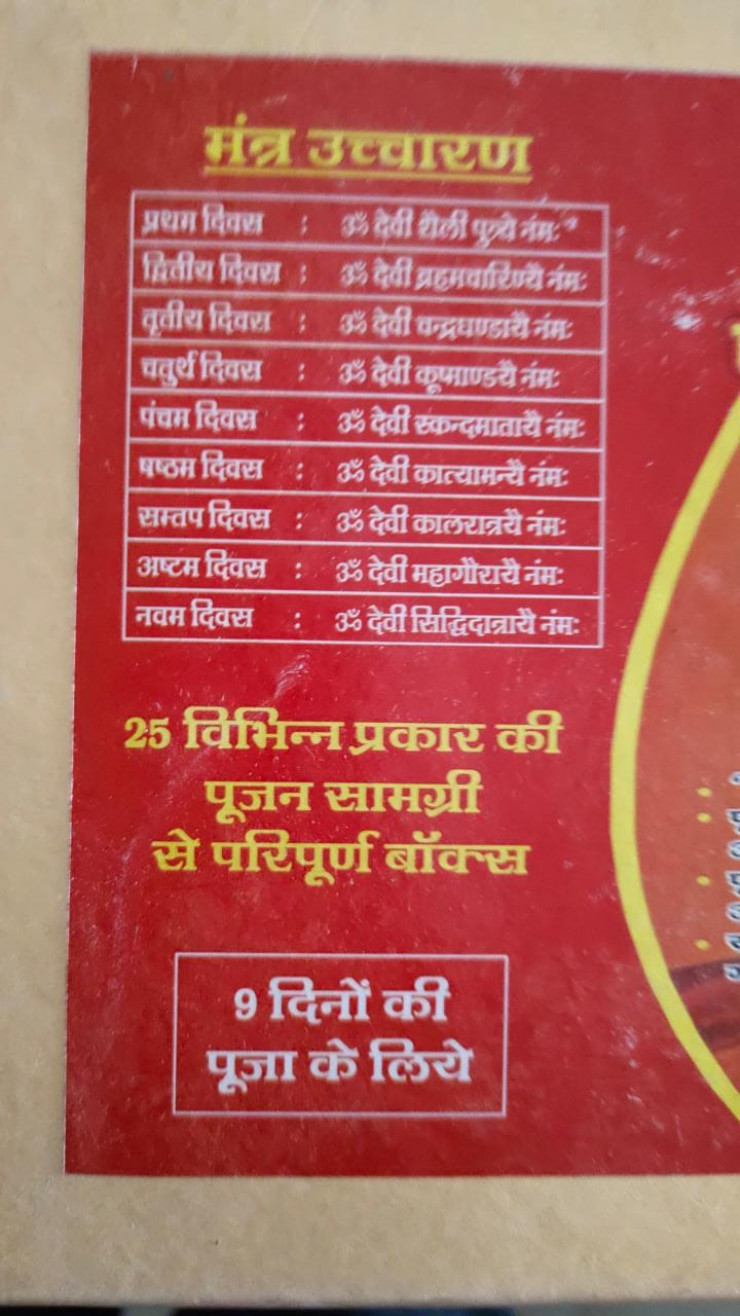 मंत्र उच्चारण
प्रथम दिवस : ॐ देवी शैली पुत्र्ये नंमः
द्वितीय दिवस : ॐ देवी ब्रहमचारिण्यै नंमः
तृतीय दिवस : ॐ देवी चन्द्रघण्डायै नंमः
चतुर्थ दिवस : ॐ देवी कूष्माण्डयै नंमः
पंचम दिवस : ॐ देवी स्कन्दमातायै नंमः
षष्ठम दिवस : ॐ देवी कात्यामन्यै नंमः
सम्तप दिवस : ॐ देवी कालरात्रयै नंमः
अष्टम दिवस : ॐ देवी महागौरायै नंमः
नवम दिवस : ॐ देवी सिद्धिदात्रायै नंमः
25 विभिन्न प्रकार की
पूजन सामग्री
से परिपूर्ण बॉक्स
9 दिनों की
पूजा के लिये